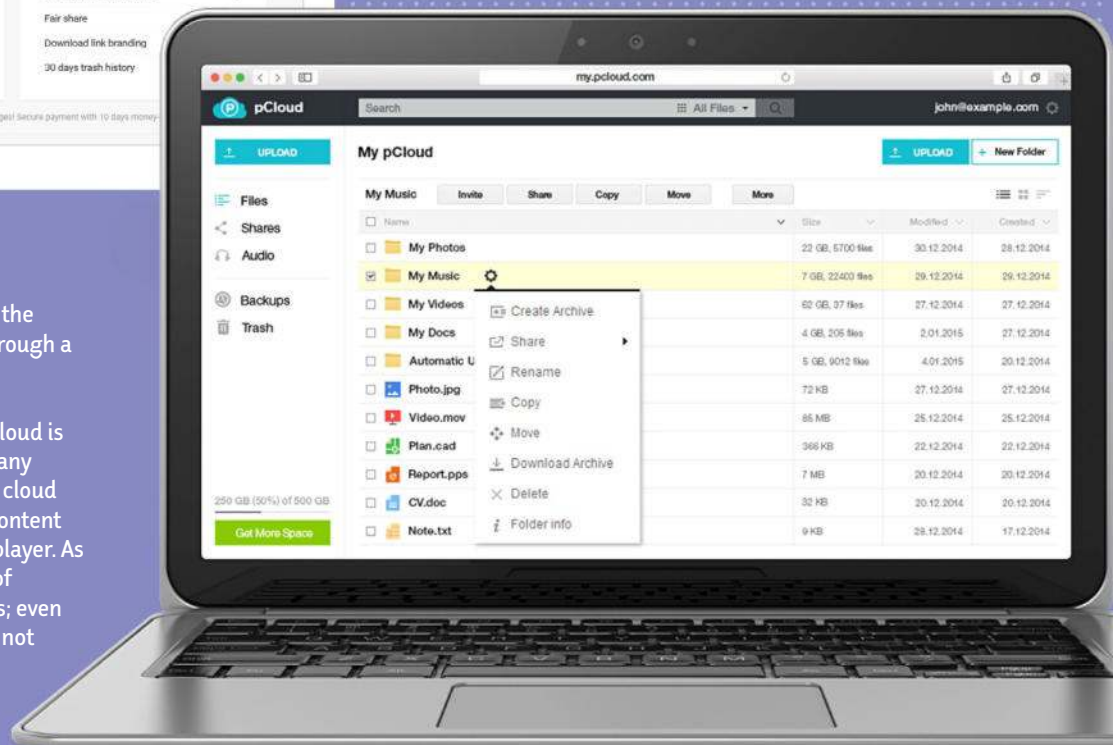 Fair share
Download link branding
30 days trash history
Secure payment with 10 days money-
the
rough a
loud is
any
cloud
ontent
player. As
of
s; even
not
my.pcloud.com
pCloud
Search
All Files
john@example.com
UPLOAD
My pCloud
UPLOAD
+ New Folder
Files
Shares
Audio
Backups
Trash
250 GB (50%) of 500 GB
Get More Space
My Music Invite Share Copy Move More
Name Size Modified Created
My Photos 22 GB, 5700 files 30.12.2014 28.12.2014
My Music 7 GB, 22400 files 29.12.2014 29.12.2014
My Videos 62 GB, 37 files 27.12.2014 27.12.2014
My Docs 4 GB, 205 files 2.01.2015 27.12.2014
Automatic U 5 GB, 9012 files 4.01.2015 20.12.2014
Photo.jpg 72 KB 27.12.2014 27.12.2014
Video.mov 85 MB 25.12.2014 25.12.2014
Plan.cad 366 KB 22.12.2014 22.12.2014
Report.pps 7 MB 20.12.2014 20.12.2014
CV.doc 32 KB 20.12.2014 20.12.2014
Note.txt 9 KB 28.12.2014 17.12.2014
Create Archive
Share
Rename
Copy
Move
Download Archive
Delete
Folder info